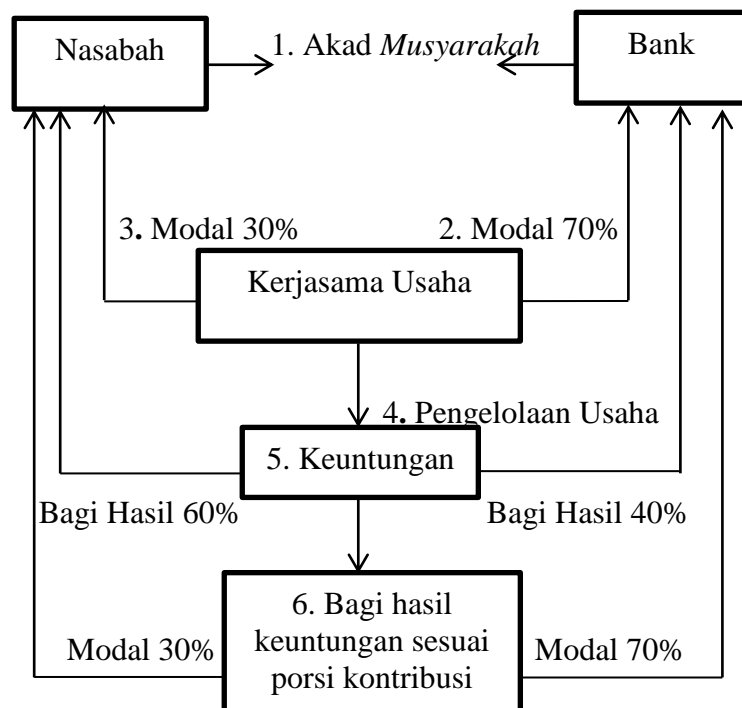 Nasabah
1. Akad Musyarakah
Bank
3. Modal 30%
2. Modal 70%
Kerjasama Usaha
4. Pengelolaan Usaha
5. Keuntungan
Bagi Hasil 60%
Bagi Hasil 40%
6. Bagi hasil
keuntungan sesuai
porsi kontribusi
Modal 30%
Modal 70%